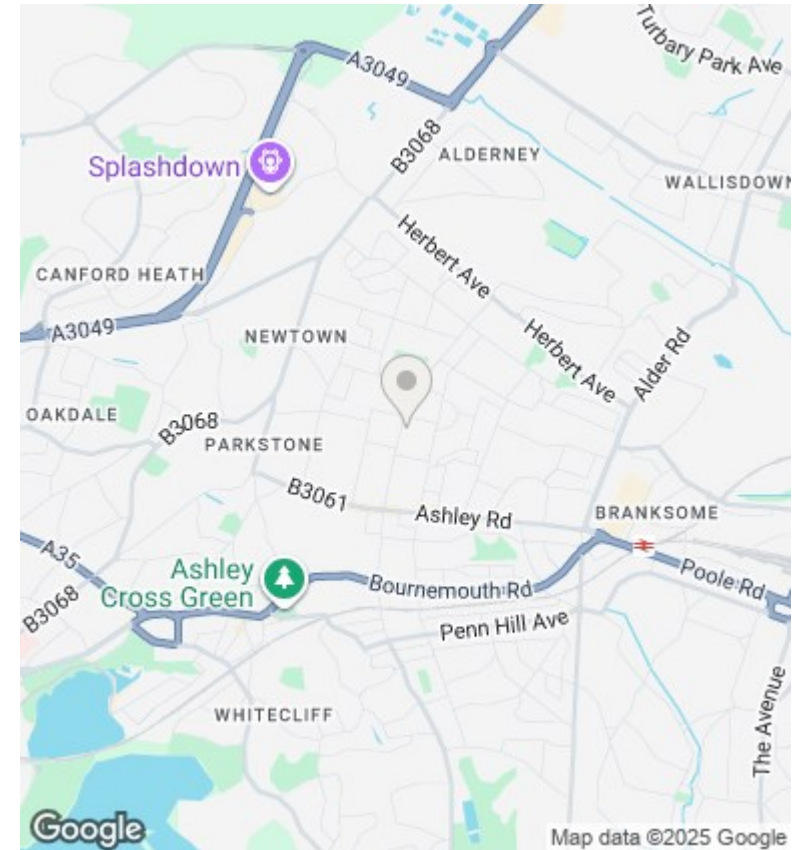 Turbary Park Ave
A3049
B3068
ALDERNEY
Splashdown
WALLISDOWN
Herbert Ave
CANFORD HEATH
A3049
NEWTOWN
Herbert Ave
Alder Rd
OAKDALE
B3068
PARKSTONE
B3061
Ashley Rd
BRANKSOME
A35
Ashley
Cross Green
Bournemouth Rd
Poole Rd
B3068
Penn Hill Ave
WHITECLIFF
The Avenue
Google
Map data ©2025 Google